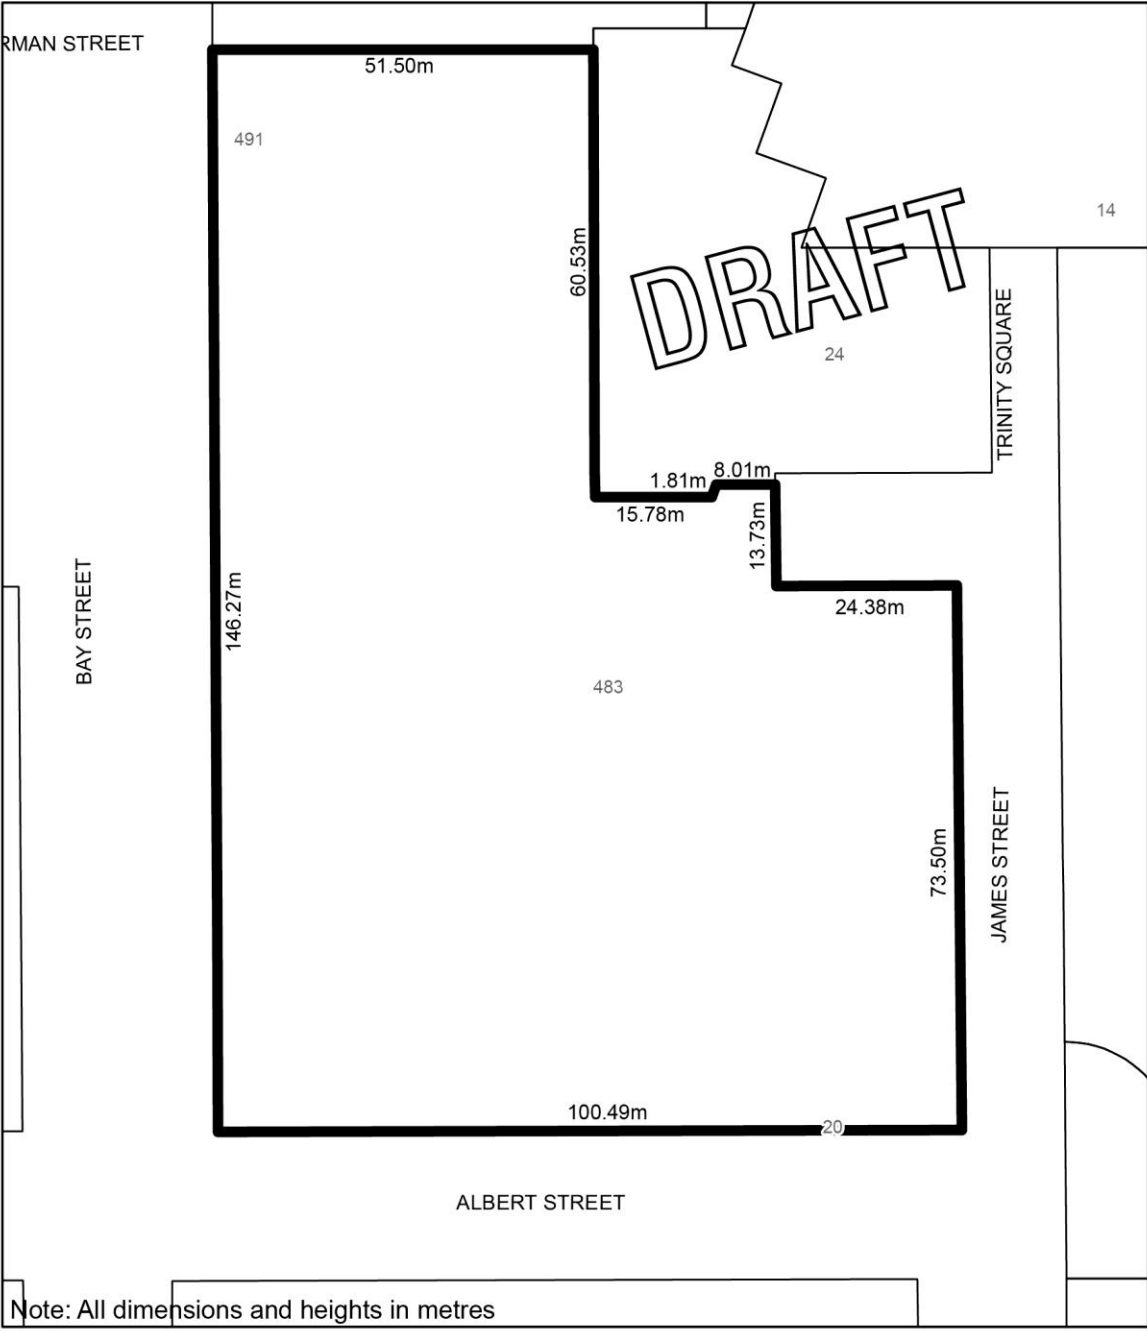 RMAN STREET
51.50m
491
14
DRAFT
60.53m
24
TRINITY SQUARE
8.01m
1.81m
15.78m
13.73m
24.38m
146.27m
BAY STREET
483
73.50m
JAMES STREET
100.49m
20
ALBERT STREET
Note: All dimensions and heights in metres